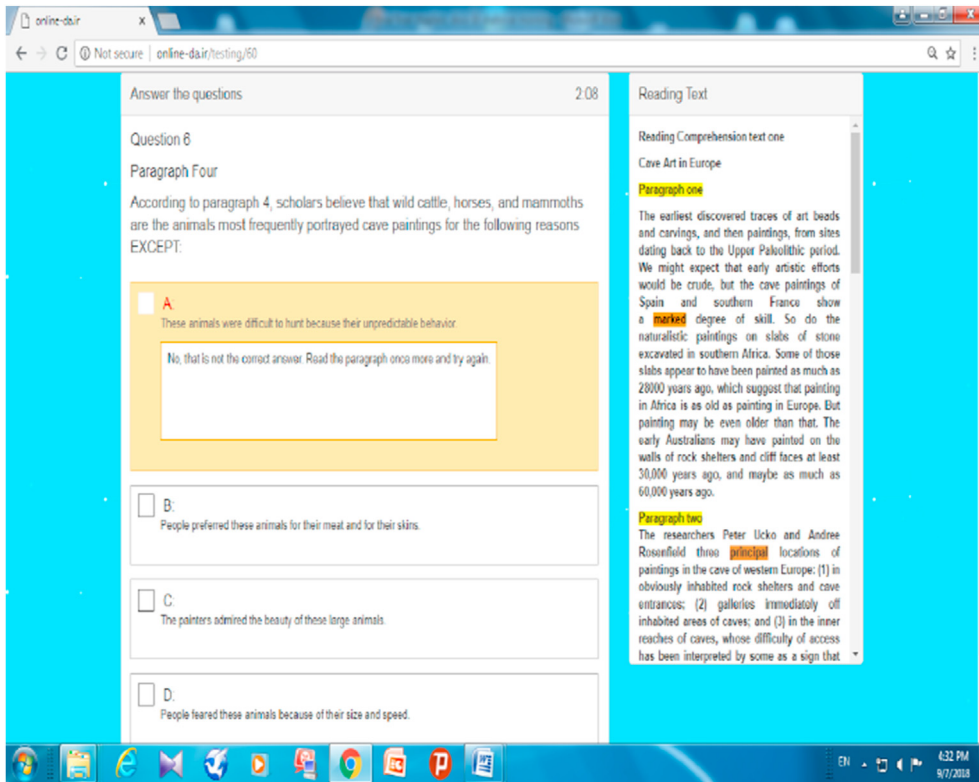 online-da.ir x
Not secure | online-da.ir/testing/60
Answer the questions 2:08
Question 6
Paragraph Four
According to paragraph 4, scholars believe that wild cattle, horses, and mammoths
are the animals most frequently portrayed cave paintings for the following reasons
EXCEPT:
A:
These animals were difficult to hunt because their unpredictable behavior.
No, that is not the correct answer. Read the paragraph once more and try again.
B:
People preferred these animals for their meat and for their skins.
C.
The painters admired the beauty of these large animals.
D.
People feared these animals because of their size and speed.
Reading Text
Reading Comprehension text one
Cave Art in Europe
Paragraph one
The earliest discovered traces of art beads
and carvings, and then paintings, from sites
dating back to the Upper Paleolithic period.
We might expect that early artistic efforts
would be crude, but the cave paintings of
Spain and southern France show
a marked degree of skill. So do the
naturalistic paintings on slabs of stone
excavated in southern Africa. Some of those
slabs appear to have been painted as much as
28000 years ago, which suggest that painting
in Africa is as old as painting in Europe. But
painting may be even older than that. The
early Australians may have painted on the
walls of rock shelters and cliff faces at least
30,000 years ago, and maybe as much as
60,000 years ago.
Paragraph two
The researchers Peter Ucko and Andree
Rosenfield three principal locations of
paintings in the cave of western Europe: (1) in
obviously inhabited rock shelters and cave
entrances; (2) galleries immediately off
inhabited areas of caves; and (3) in the inner
reaches of caves, whose difficulty of access
has been interpreted by some as a sign that
EN
4:32 PM
9/7/2018